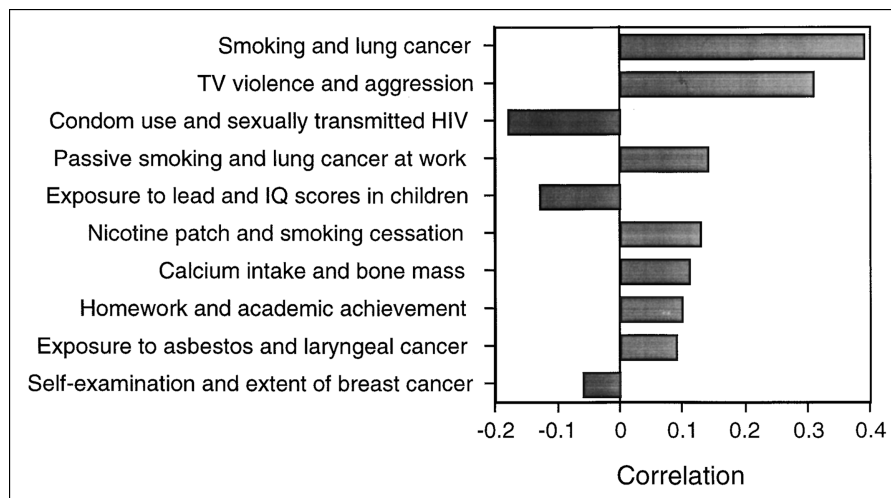 Smoking and lung cancer
TV violence and aggression
Condom use and sexually transmitted HIV
Passive smoking and lung cancer at work
Exposure to lead and IQ scores in children
Nicotine patch and smoking cessation
Calcium intake and bone mass
Homework and academic achievement
Exposure to asbestos and laryngeal cancer
Self-examination and extent of breast cancer
-0.2 -0.1 0 0.1 0.2 0.3 0.4
Correlation